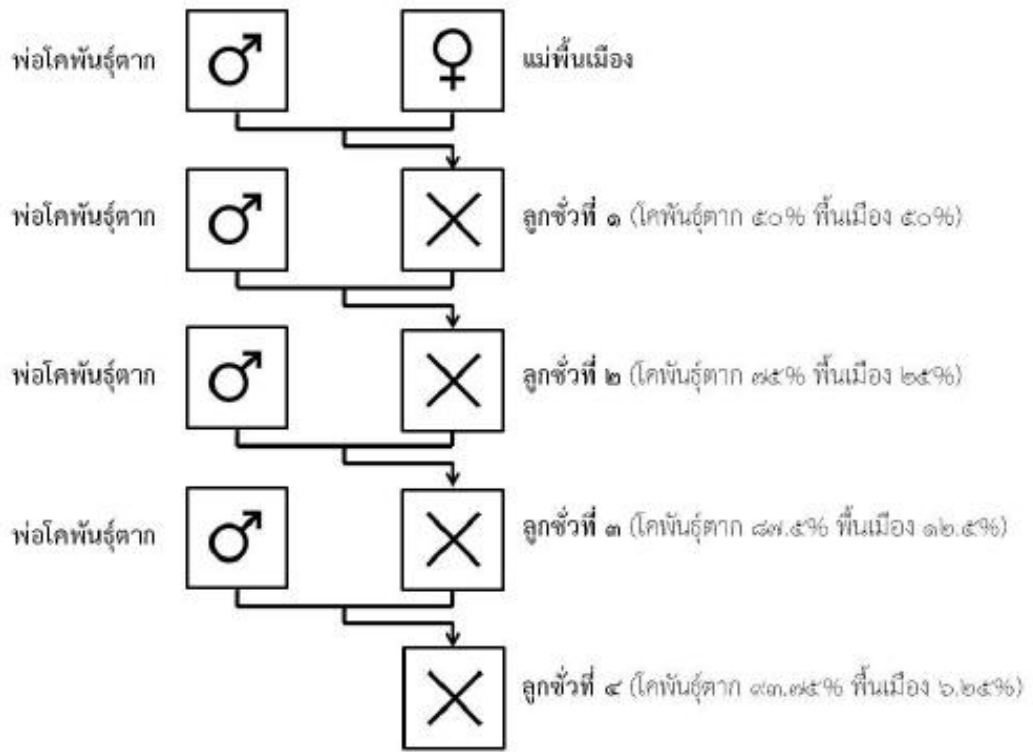 พ่อโคพันธุ์ตาก
แม่พื้นเมือง
พ่อโคพันธุ์ตาก
ลูกชั่วที่ ๑ (โคพันธุ์ตาก ๕๐% พื้นเมือง ๕๐%)
พ่อโคพันธุ์ตาก
ลูกชั่วที่ ๒ (โคพันธุ์ตาก ๗๕% พื้นเมือง ๒๕%)
พ่อโคพันธุ์ตาก
ลูกชั่วที่ ๓ (โคพันธุ์ตาก ๘๗.๕% พื้นเมือง ๑๒.๕%)
ลูกชั่วที่ ๔ (โคพันธุ์ตาก ๙๓.๗๕% พื้นเมือง ๖.๒๕%)